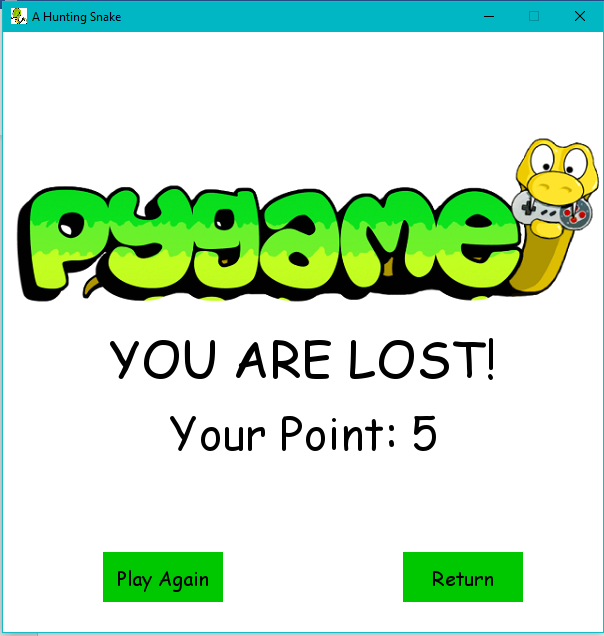 A Hunting Snake
pygame
YOU ARE LOST!
Your Point: 5
Play Again
Return